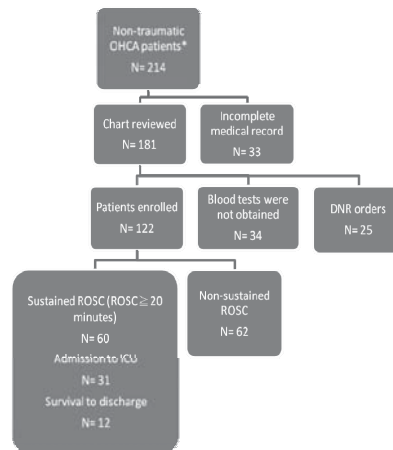 Non-traumatic
OHCA patients*
N= 214
Chart reviewed
N= 181
Incomplete
medical record
N= 33
Patients enrolled
N= 122
Blood tests were
not obtained
N= 34
DNR orders
N= 25
Sustained ROSC (ROSC≧20
minutes)
N= 60
Admission to ICU
N= 31
Survival to discharge
N= 12
Non-sustained
ROSC
N= 62